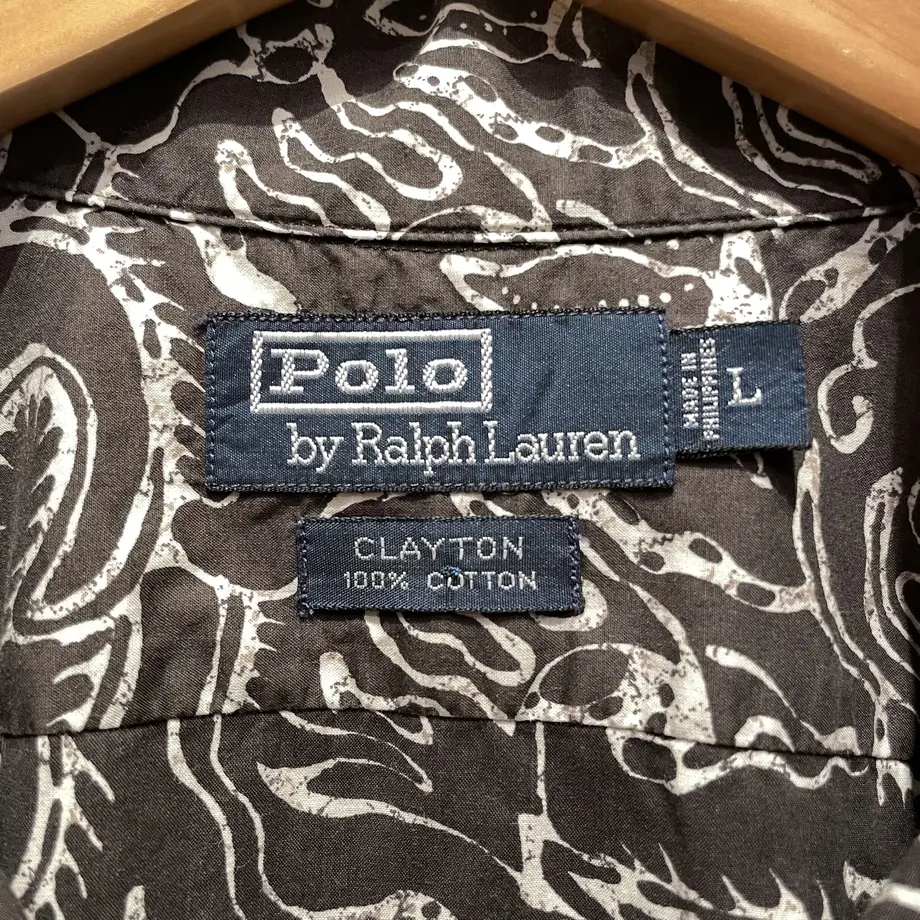 Polo
by Ralph Lauren
MADE IN
PHILIPPINES
L
CLAYTON
100% COTTON